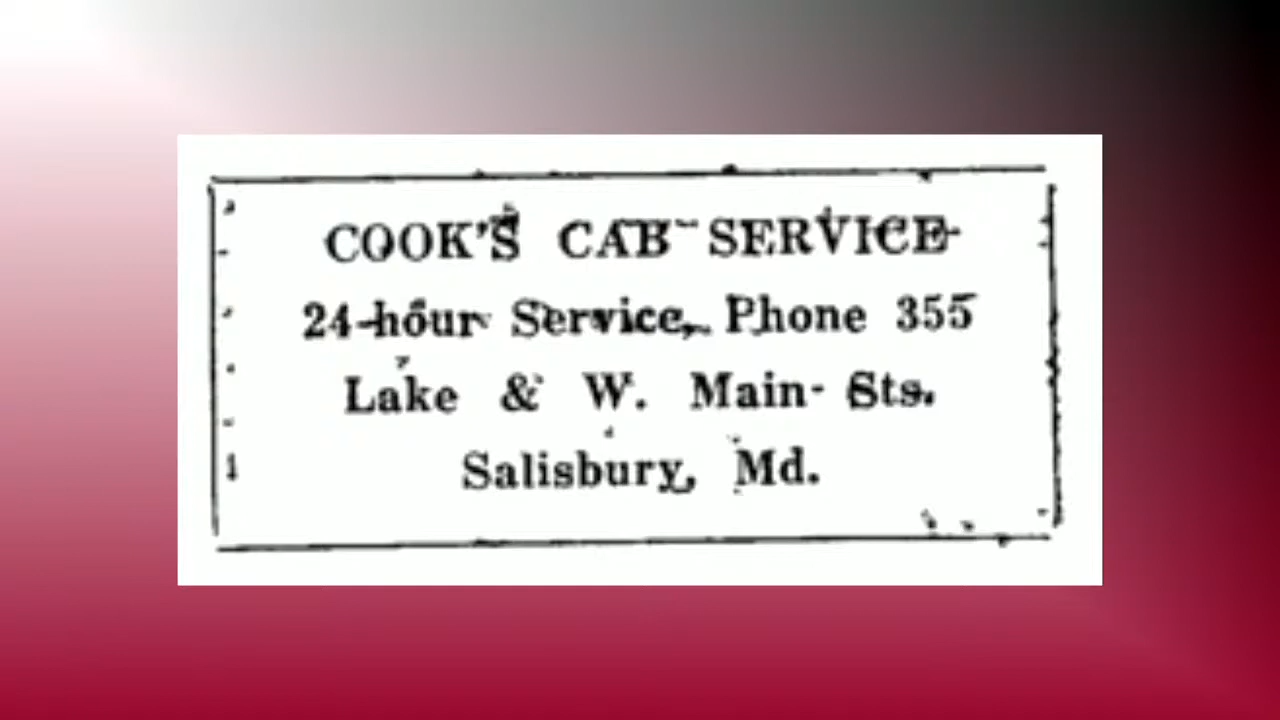 COOK'S CAB SERVICE
24-hour Service, Phone 355
Lake & W. Main Sts.
Salisbury, Md.